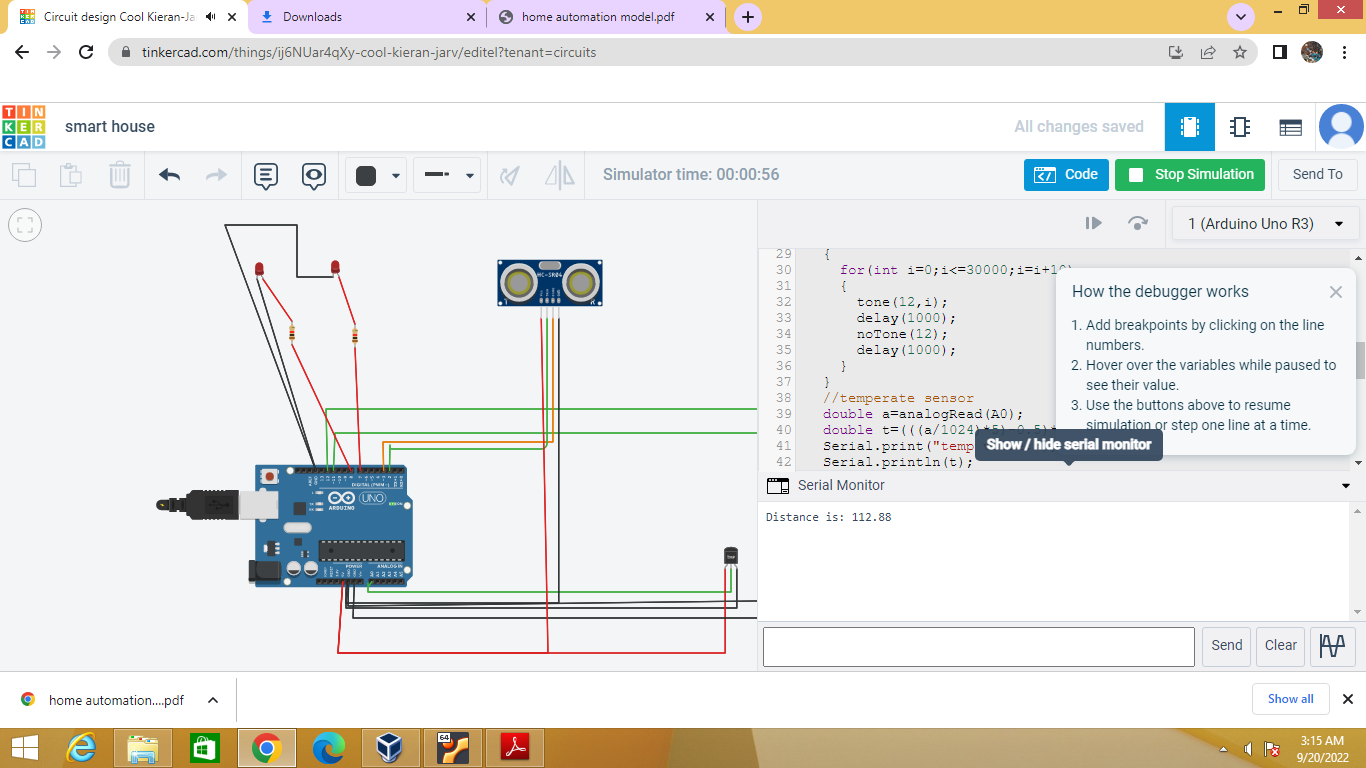 Circuit design Cool Kieran-Ja
Downloads
home automation model.pdf
tinkercad.com/things/ij6NUar4qXy-cool-kieran-jarv/editel?tenant=circuits
TIN
KER
CAD
smart house
All changes saved
Simulator time: 00:00:56
Code
Stop Simulation
Send To
1 (Arduino Uno R3)
29 {
30 for(int i=0;i<=30000;i=i+10)
31 {
32 tone(12,i);
33 delay(1000);
34 noTone(12);
35 delay(1000);
36 }
37 }
38 //temperate sensor
39 double a=analogRead(A0);
40 double t=(((a/1024)*5)-0.5)*
41 Serial.print("temp
42 Serial.println(t);
How the debugger works
1. Add breakpoints by clicking on the line
numbers.
2. Hover over the variables while paused to
see their value.
3. Use the buttons above to resume
simulation or step one line at a time.
Show / hide serial monitor
Serial Monitor
Distance is: 112.88
Send
Clear
HC-SR04
T
R
DIGITAL (PWM ~)
UNO
ARDUINO
POWER
ANALOG IN
home automation....pdf
Show all
64
3:15 AM
9/20/2022